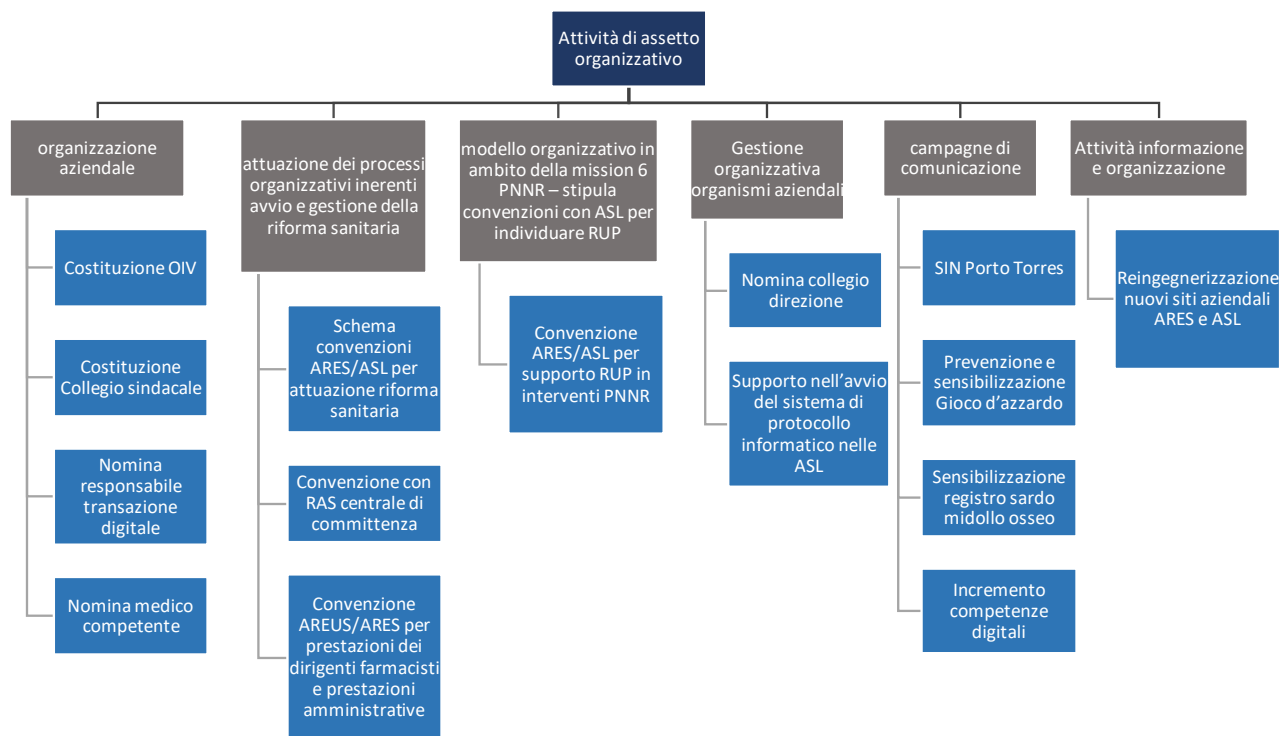 Attività di assetto
organizzativo
organizzazione
aziendale
Costituzione OIV
Costituzione
Collegio sindacale
Nomina
responsabile
transazione
digitale
Nomina medico
competente
attuazione dei processi
organizzativi inerenti
avvio e gestione della
riforma sanitaria
Schema
convenzioni
ARES/ASL per
attuazione riforma
sanitaria
Convenzione con
RAS centrale di
committenza
Convenzione
AREUS/ARES per
prestazioni dei
dirigenti farmacisti
e prestazioni
amministrative
modello organizzativo in
ambito della mission 6
PNNR – stipula
convenzioni con ASL per
individuare RUP
Convenzione
ARES/ASL per
supporto RUP in
interventi PNNR
Gestione
organizzativa
organismi aziendali
Nomina collegio
direzione
Supporto nell’avvio
del sistema di
protocollo
informatico nelle
ASL
campagne di
comunicazione
SIN Porto Torres
Prevenzione e
sensibilizzazione
Gioco d’azzardo
Sensibilizzazione
registro sardo
midollo osseo
Incremento
competenze
digitali
Attività informazione
e organizzazione
Reingegnerizzazione
nuovi siti aziendali
ARES e ASL